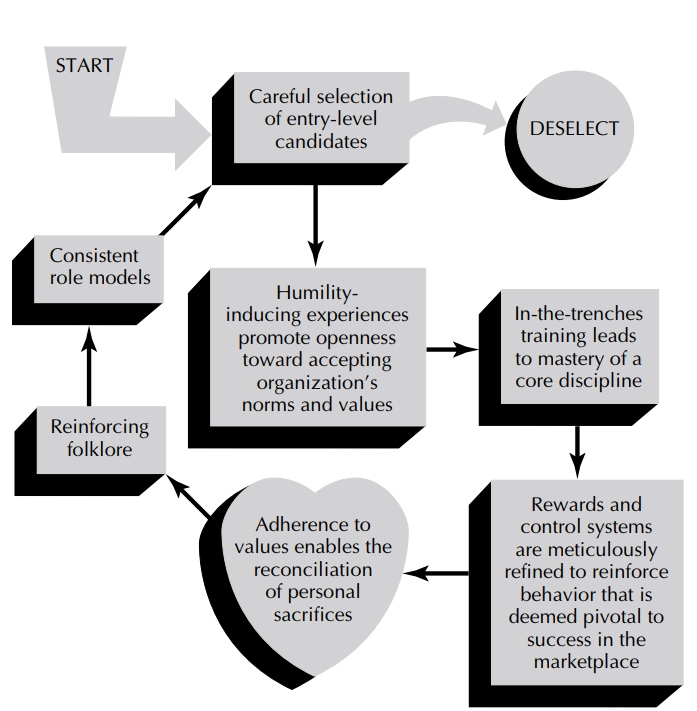 START
Careful selection
of entry-level
candidates
DESELECT
Humility-
inducing experiences
promote openness
toward accepting
organization’s
norms and values
In-the-trenches
training leads
to mastery of a
core discipline
Rewards and
control systems
are meticulously
refined to reinforce
behavior that is
deemed pivotal to
success in the
marketplace
Adherence to
values enables the
reconciliation
of personal
sacrifices
Reinforcing
folklore
Consistent
role models